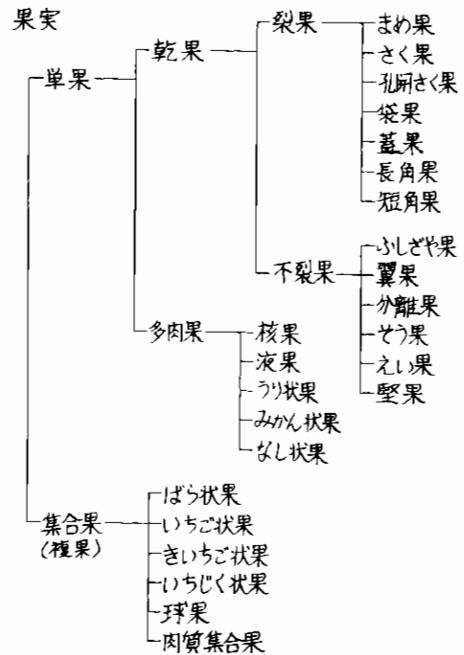 果実
単果
乾果
裂果
まめ果
さく果
孔開さく果
袋果
蓋果
長角果
短角果
不裂果
ふしざや果
翼果
分離果
そう果
えい果
堅果
多肉果
核果
液果
うり状果
みかん状果
なし状果
集合果
(複果)
ばら状果
いちご状果
きいちご状果
いちじく状果
球果
肉質集合果